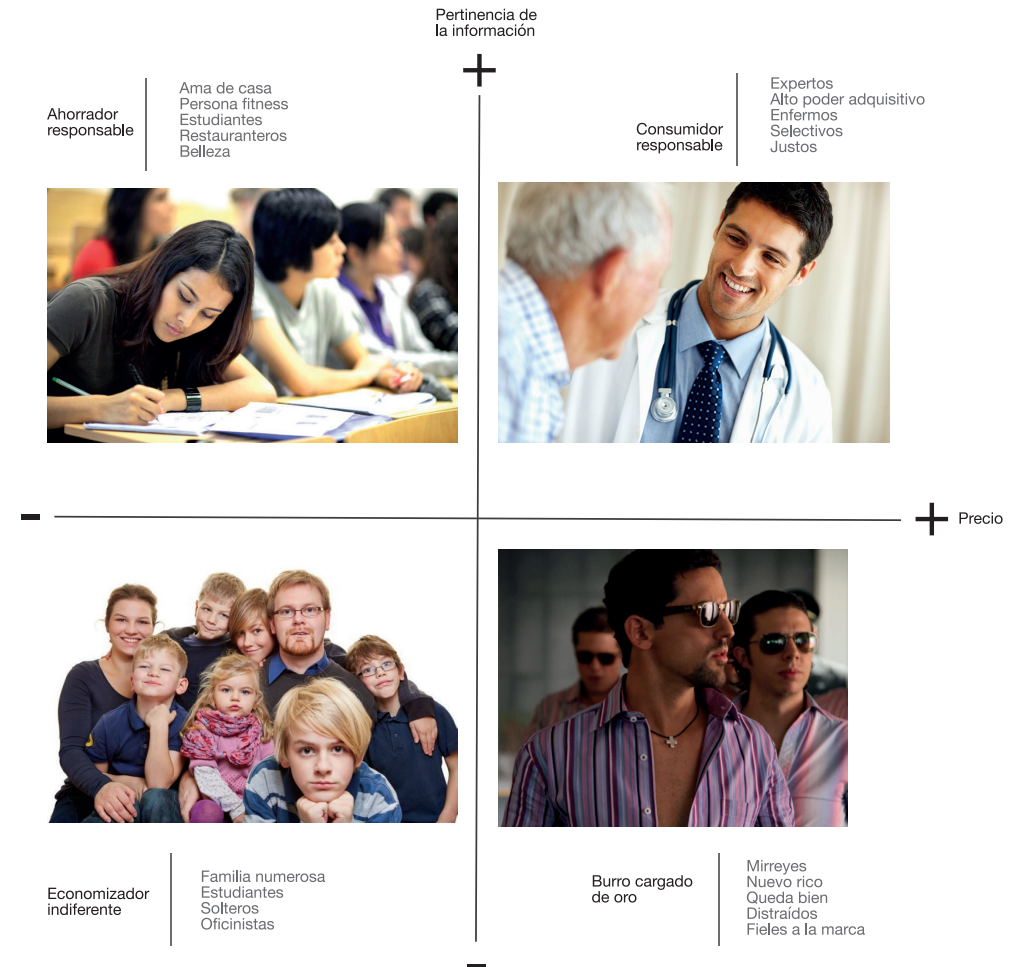 Pertinencia de
la información
+
Ahorrador
responsable
Ama de casa
Persona fitness
Estudiantes
Restauranteros
Belleza
Consumidor
responsable
Expertos
Alto poder adquisitivo
Enfermos
Selectivos
Justos
-
+ Precio
Economizador
indiferente
Familia numerosa
Estudiantes
Solteros
Oficinistas
Burro cargado
de oro
Mirreyes
Nuevo rico
Queda bien
Distraídos
Fieles a la marca
-